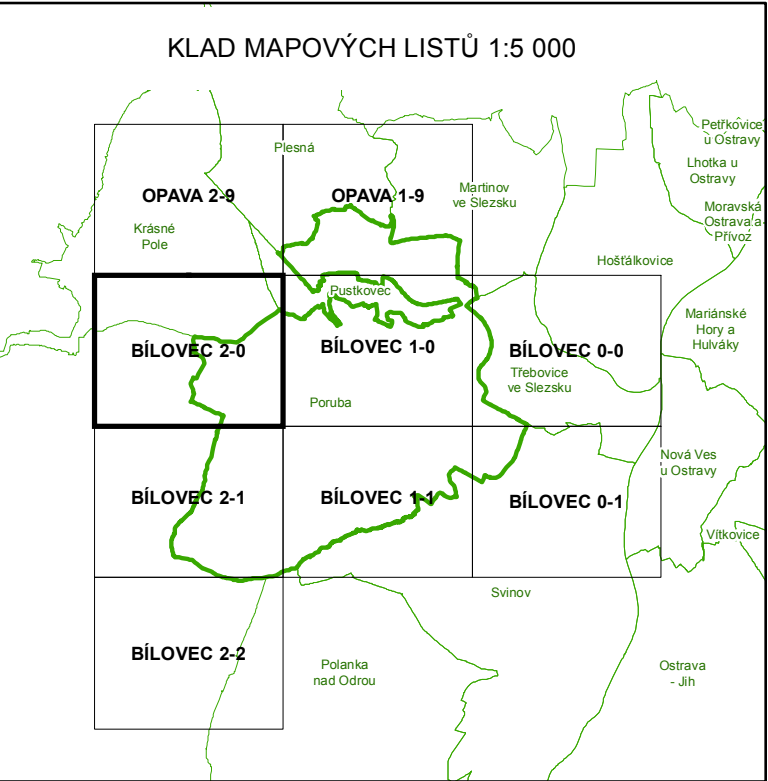 KLAD MAPOVÝCH LISTŮ 1:5 000
Petřkovice
u Ostravy
Plesná
Lhotka u
Ostravy
OPAVA 2-9
OPAVA 1-9
Martinov
ve Slezsku
Moravská
Ostrava a
Přívoz
Krásné
Pole
Hošťálkovice
Pustkovec
Mariánské
Hory a
Hulváky
BÍLOVEC 2-0
BÍLOVEC 1-0
BÍLOVEC 0-0
Třebovice
ve Slezsku
Poruba
Nová Ves
u Ostravy
BÍLOVEC 2-1
BÍLOVEC 1-1
BÍLOVEC 0-1
Vítkovice
Svinov
BÍLOVEC 2-2
Polanka
nad Odrou
Ostrava
- Jih